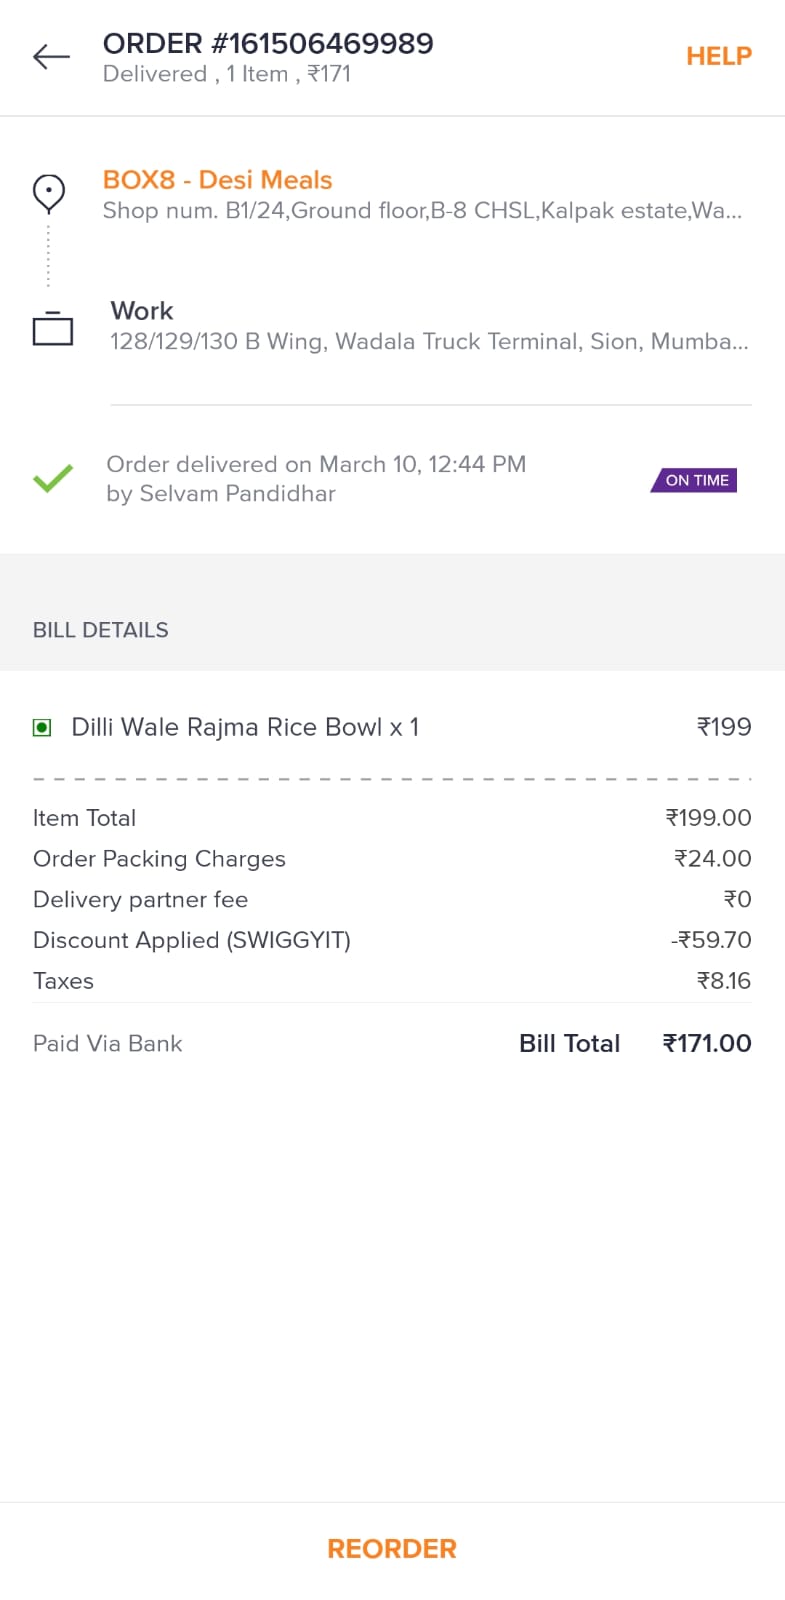 ORDER #161506469989
Delivered , 1 Item , ₹171
HELP
BOX8 - Desi Meals
Shop num. B1/24,Ground floor,B-8 CHSL,Kalpak estate,Wa...
Work
128/129/130 B Wing, Wadala Truck Terminal, Sion, Mumba...
Order delivered on March 10, 12:44 PM
by Selvam Pandidhar
ON TIME
BILL DETAILS
Dilli Wale Rajma Rice Bowl x 1 ₹199
Item Total ₹199.00
Order Packing Charges ₹24.00
Delivery partner fee ₹0
Discount Applied (SWIGGYIT) -₹59.70
Taxes ₹8.16
Paid Via Bank Bill Total ₹171.00
REORDER